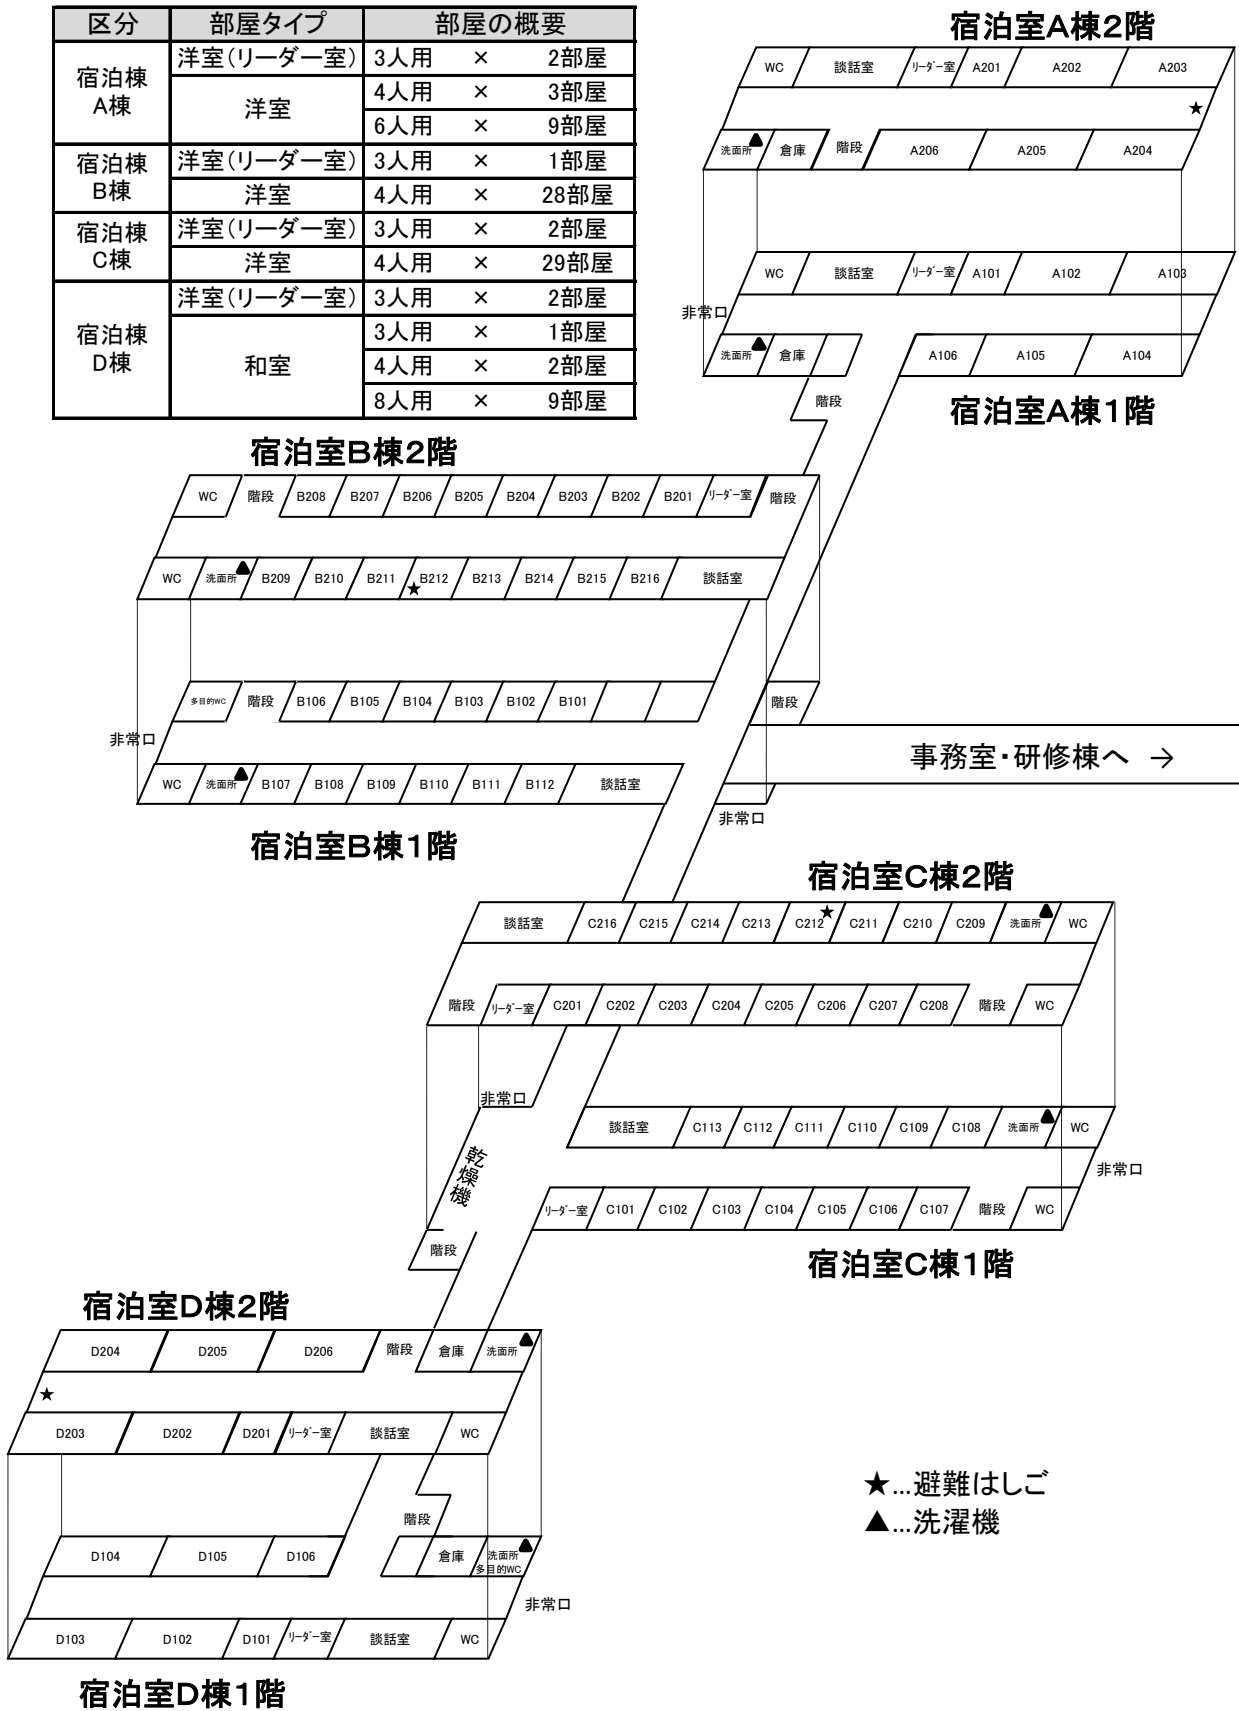 区分 部屋タイプ 部屋の概要
宿泊棟
A棟
洋室(リーダー室) 3人用 × 2部屋
洋室 4人用 × 3部屋
6人用 × 9部屋
宿泊棟
B棟
洋室(リーダー室) 3人用 × 1部屋
洋室 4人用 × 28部屋
宿泊棟
C棟
洋室(リーダー室) 3人用 × 2部屋
洋室 4人用 × 29部屋
宿泊棟
D棟
洋室(リーダー室) 3人用 × 2部屋
和室 3人用 × 1部屋
4人用 × 2部屋
8人用 × 9部屋
宿泊室A棟2階
WC 談話室 リーダー室 A201 A202 A203
★
洗面所▲ 倉庫 階段 A206 A205 A204
WC 談話室 リーダー室 A101 A102 A103
非常口
洗面所▲ 倉庫 A106 A105 A104
階段
宿泊室A棟1階
宿泊室B棟2階
WC 階段 B208 B207 B206 B205 B204 B203 B202 B201 リーダー室 階段
WC 洗面所▲ B209 B210 B211 ★B212 B213 B214 B215 B216 談話室
多目的WC 階段 B106 B105 B104 B103 B102 B101 階段
非常口
事務室・研修棟へ →
WC 洗面所▲ B107 B108 B109 B110 B111 B112 談話室
非常口
宿泊室B棟1階
宿泊室C棟2階
談話室 C216 C215 C214 C213 C212★ C211 C210 C209 洗面所▲ WC
階段 リーダー室 C201 C202 C203 C204 C205 C206 C207 C208 階段 WC
非常口
談話室 C113 C112 C111 C110 C109 C108 洗面所▲ WC
乾燥機
非常口
リーダー室 C101 C102 C103 C104 C105 C106 C107 階段 WC
階段
宿泊室C棟1階
宿泊室D棟2階
D204 D205 D206 階段 倉庫 洗面所▲
★
D203 D202 D201 リーダー室 談話室 WC
★…避難はしご
▲…洗濯機
階段
D104 D105 D106 倉庫 洗面所▲
多目的WC
非常口
D103 D102 D101 リーダー室 談話室 WC
宿泊室D棟1階